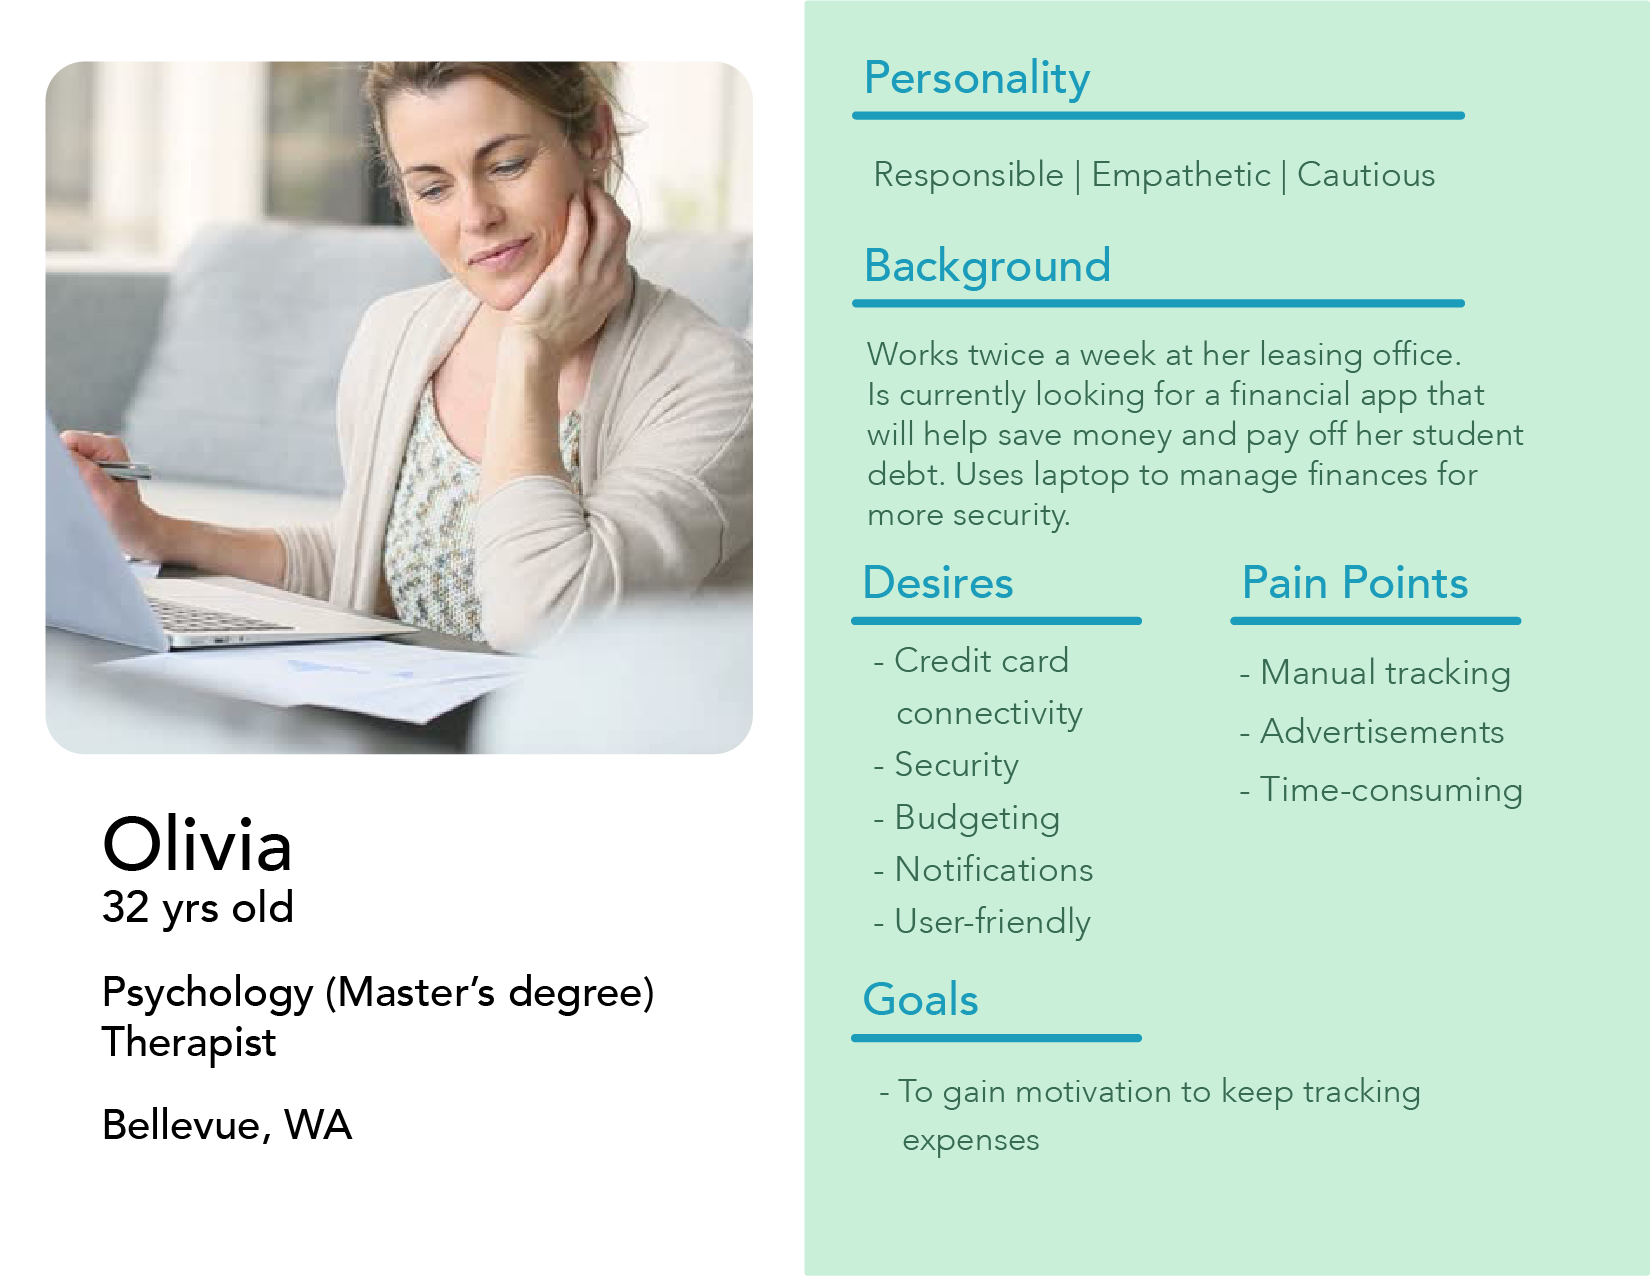 Olivia
32 yrs old
Psychology (Master’s degree)
Therapist
Bellevue, WA
Personality
Responsible | Empathetic | Cautious
Background
Works twice a week at her leasing office.
Is currently looking for a financial app that
will help save money and pay off her student
debt. Uses laptop to manage finances for
more security.
Desires
- Credit card
connectivity
- Security
- Budgeting
- Notifications
- User-friendly
Pain Points
- Manual tracking
- Advertisements
- Time-consuming
Goals
- To gain motivation to keep tracking
expenses